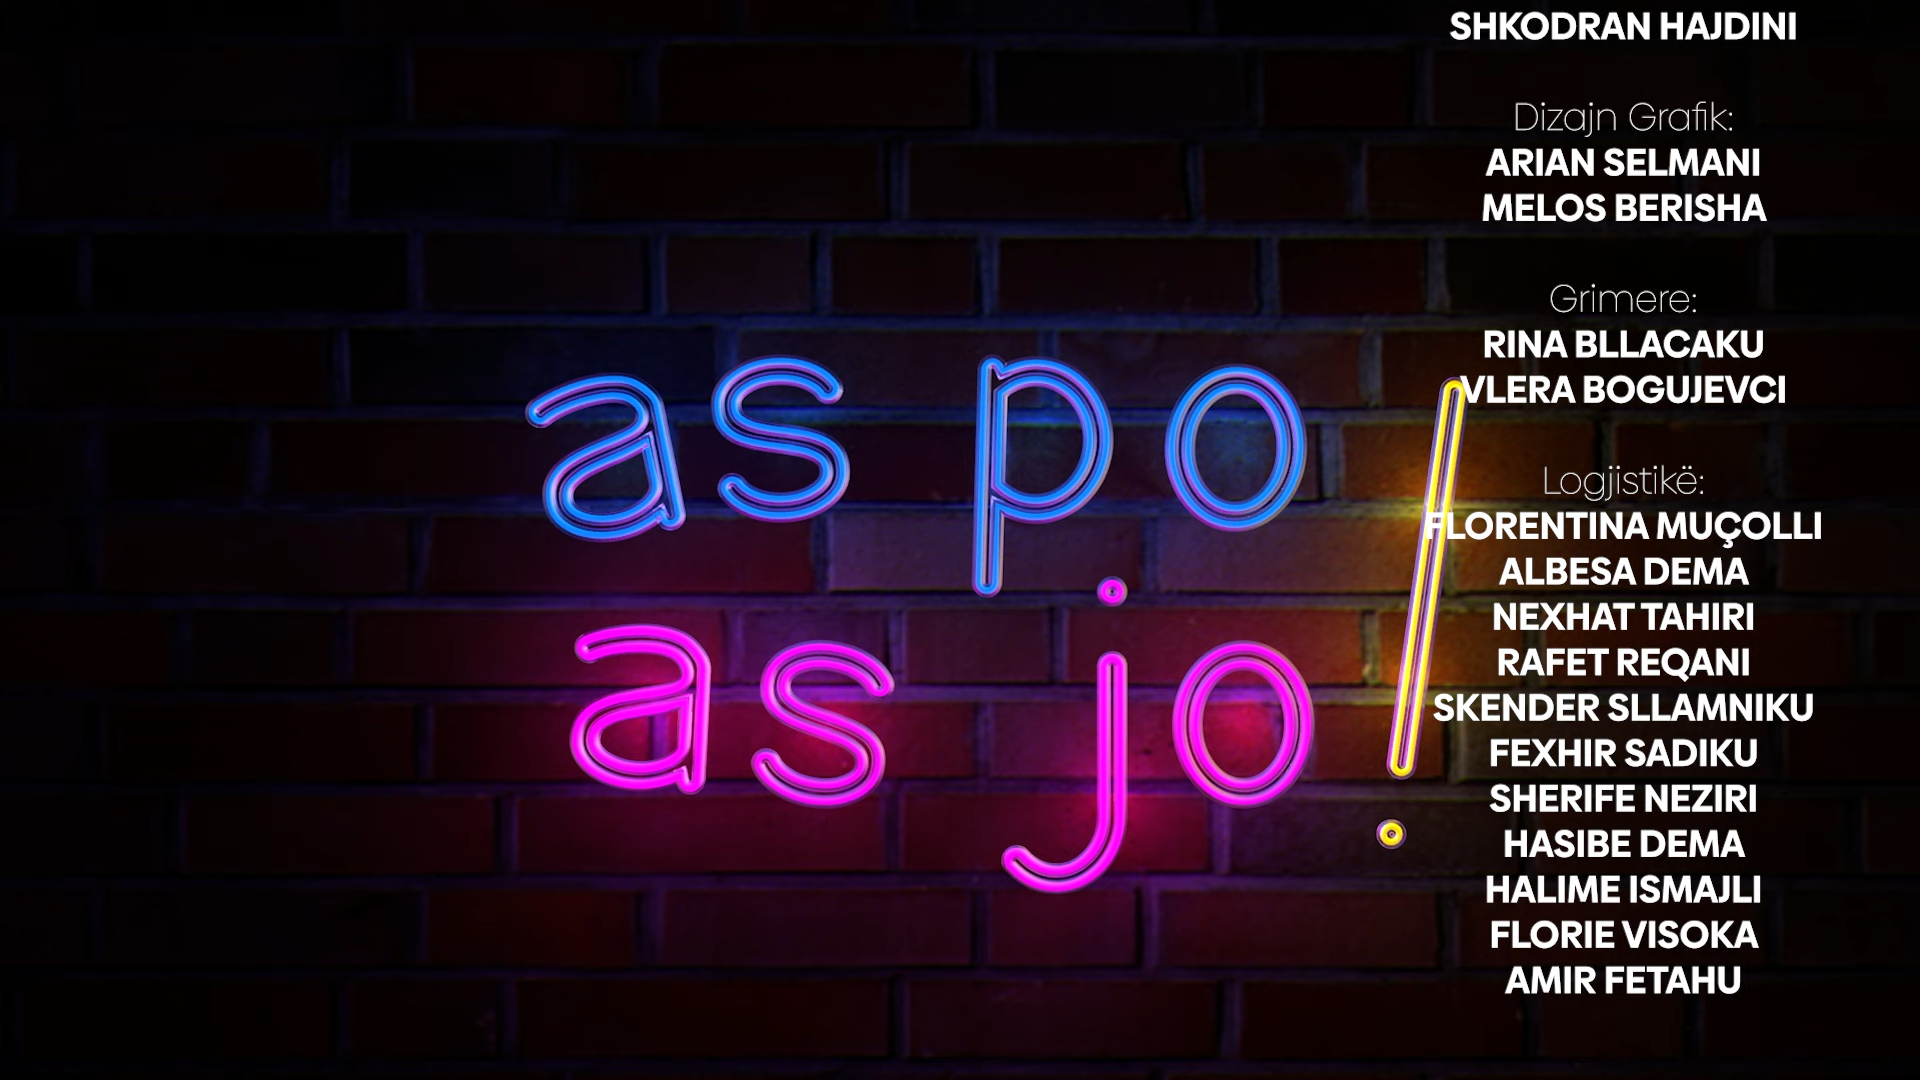 as po
as jo!
SHKODRAN HAJDINI
Dizajn Grafik:
ARIAN SELMANI
MELOS BERISHA
Grimere:
RINA BLLACAKU
VLERA BOGUJEVCI
Logjistikë:
FLORENTINA MUÇOLLI
ALBESA DEMA
NEXHAT TAHIRI
RAFET REQANI
SKENDER SLLAMNIKU
FEXHIR SADIKU
SHERIFE NEZIRI
HASIBE DEMA
HALIME ISMAJLI
FLORIE VISOKA
AMIR FETAHU